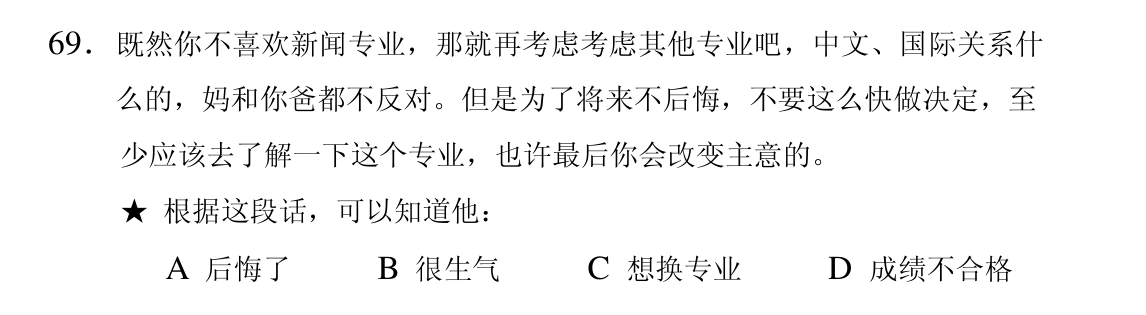 69． 既然你不喜欢新闻专业，那就再考虑考虑其他专业吧，中文、国际关系什
么的，妈和你爸都不反对。但是为了将来不后悔，不要这么快做决定，至
少应该去了解一下这个专业，也许最后你会改变主意的。
★ 根据这段话，可以知道他：
A 后悔了 B 很生气 C 想换专业 D 成绩不合格